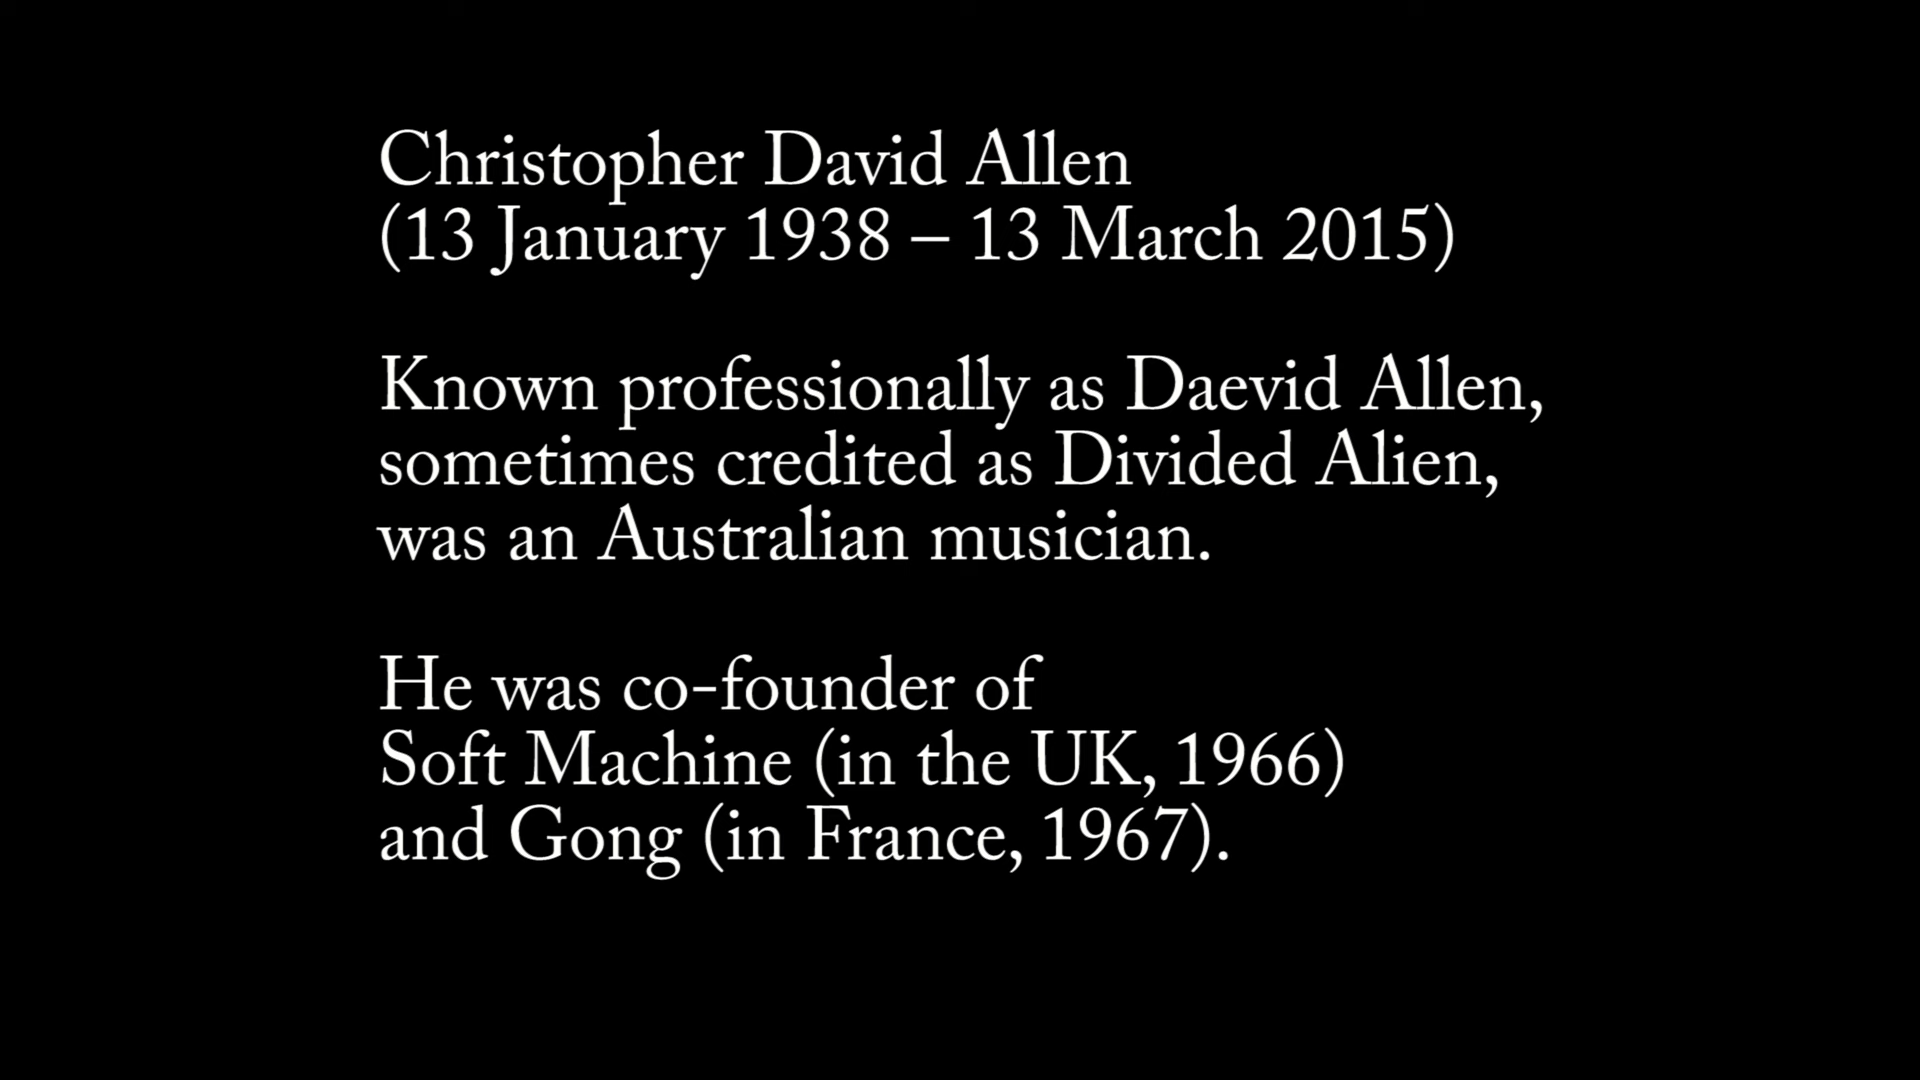 Christopher David Allen
(13 January 1938 – 13 March 2015)
Known professionally as Daevid Allen,
sometimes credited as Divided Alien,
was an Australian musician.
He was co-founder of
Soft Machine (in the UK, 1966)
and Gong (in France, 1967).